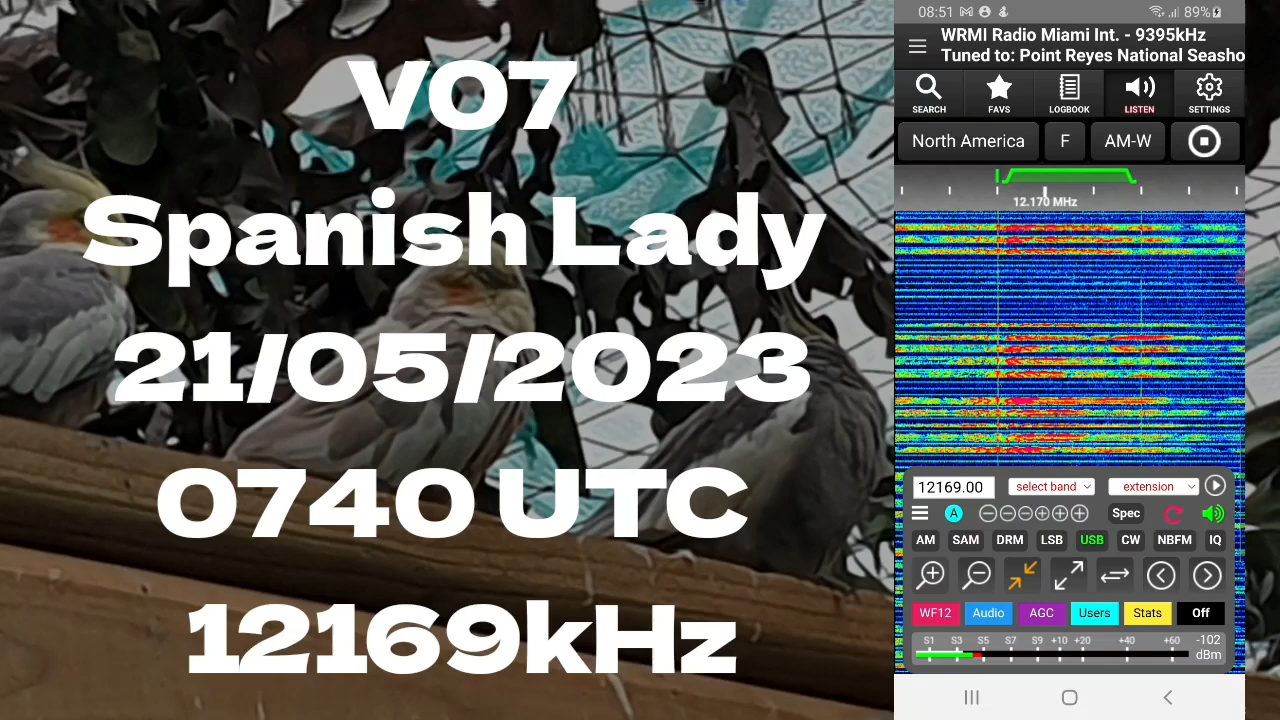 V07
Spanish Lady
21/05/2023
0740 UTC
12169kHz
08:51
89%
WRMI Radio Miami Int. - 9395kHz
Tuned to: Point Reyes National Seasho
SEARCH FAVS LOGBOOK LISTEN SETTINGS
North America F AM-W
12.170 MHz
12169.00 select band extension
A Spec
AM SAM DRM LSB USB CW NBFM IQ
WF12 Audio AGC Users Stats Off
S1 S3 S5 S7 S9 +10 +20 +40 +60 -102 dBm